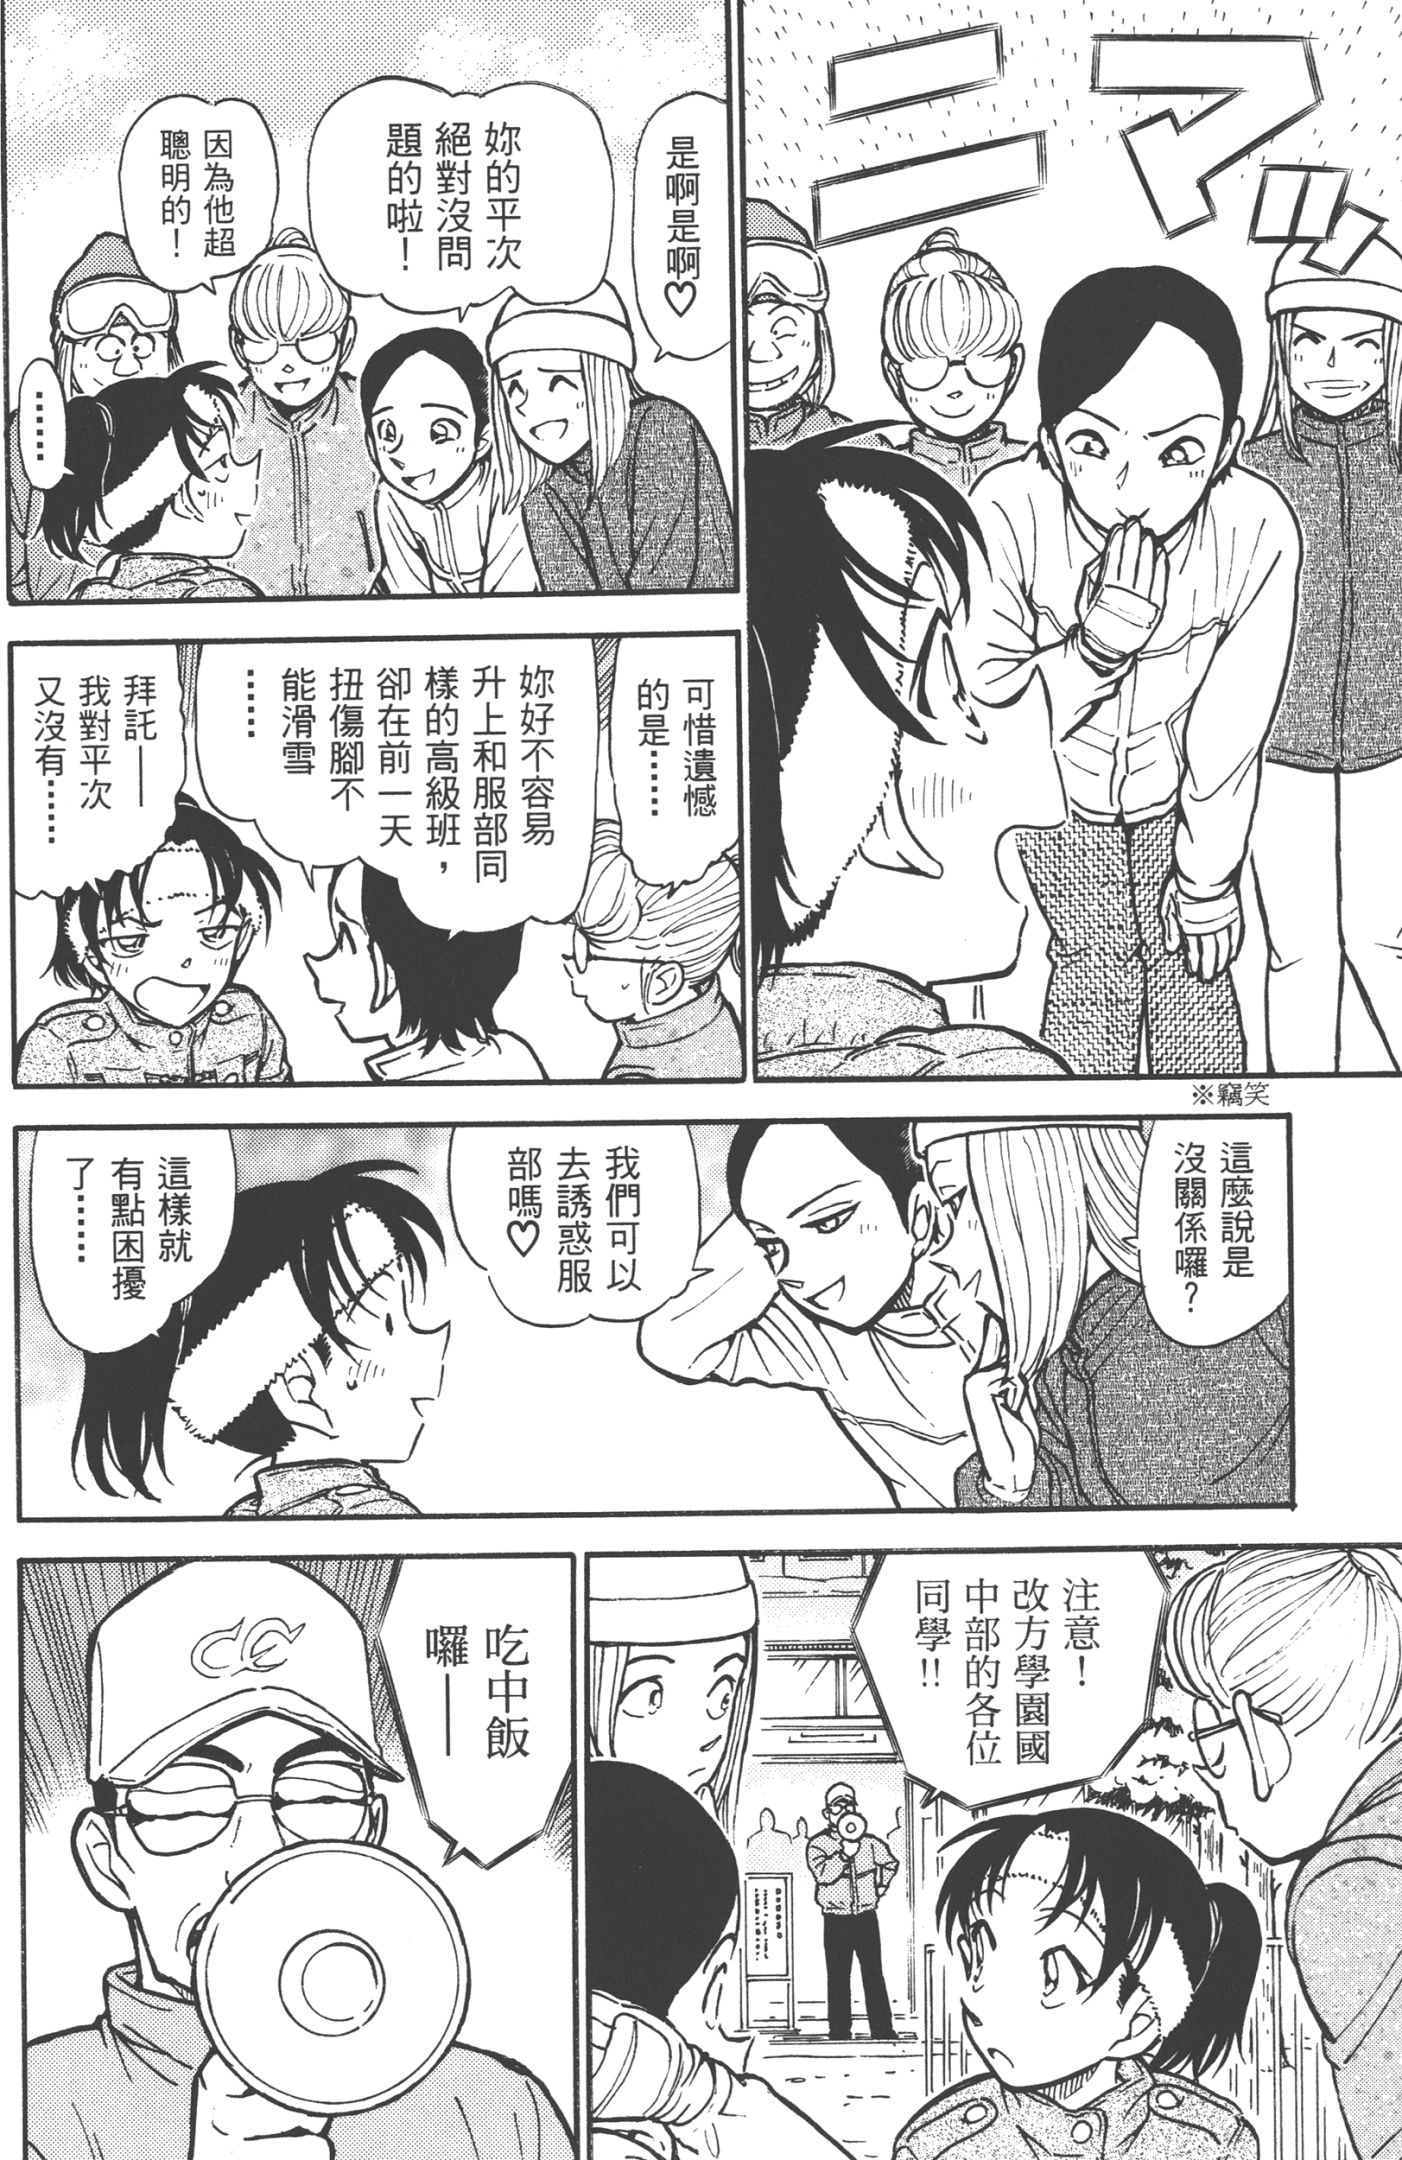 ニマッ
※竊笑
是啊是啊♡
妳的平次
絕對沒問
題的啦！
因為他超
聰明的！
……
可惜遺憾
的是……
妳好不容易
升上和服部同
樣的高級班，
卻在前一天
扭傷腳不
能滑雪
……
拜託——
我對平次
又沒有……
這麼說是
沒關係囉？
我們可以
去誘惑服
部嗎♡
這樣就
有點困擾
了……
注意！
改方學園國
中部的各位
同學!!
吃中飯
囉——